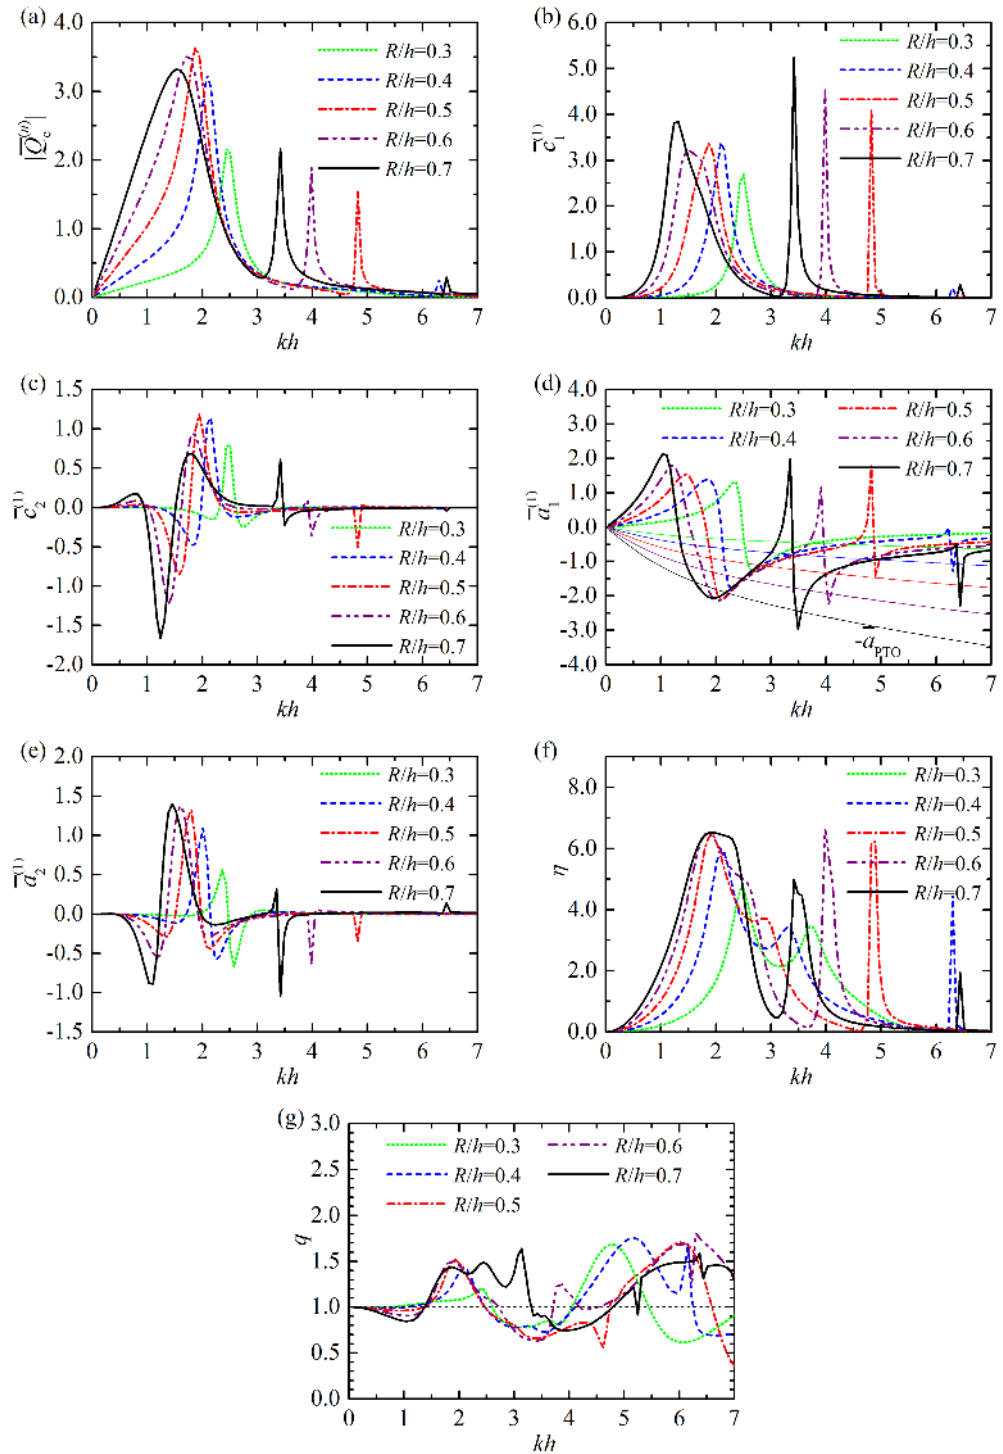 (a)
4.0
3.0
2.0
1.0
0.0
|Q̄_c^(n)|
R/h=0.3
R/h=0.4
R/h=0.5
R/h=0.6
R/h=0.7
0 1 2 3 4 5 6 7
kh
(b)
6.0
5.0
4.0
3.0
2.0
1.0
0.0
c̄_1^(1)
R/h=0.3
R/h=0.4
R/h=0.5
R/h=0.6
R/h=0.7
0 1 2 3 4 5 6 7
kh
(c)
1.5
1.0
0.5
0.0
-0.5
-1.0
-1.5
-2.0
c̄_2^(1)
R/h=0.3
R/h=0.4
R/h=0.5
R/h=0.6
R/h=0.7
0 1 2 3 4 5 6 7
kh
(d)
4.0
3.0
2.0
1.0
0.0
-1.0
-2.0
-3.0
-4.0
ā_1^(1)
R/h=0.3
R/h=0.4
R/h=0.5
R/h=0.6
R/h=0.7
-ā_PTO
0 1 2 3 4 5 6 7
kh
(e)
2.0
1.5
1.0
0.5
0.0
-0.5
-1.0
-1.5
ā_2^(1)
R/h=0.3
R/h=0.4
R/h=0.5
R/h=0.6
R/h=0.7
0 1 2 3 4 5 6 7
kh
(f)
8.0
6.0
4.0
2.0
0.0
η
R/h=0.3
R/h=0.4
R/h=0.5
R/h=0.6
R/h=0.7
0 1 2 3 4 5 6 7
kh
(g)
3.0
2.5
2.0
1.5
1.0
0.5
0.0
q
R/h=0.3
R/h=0.4
R/h=0.5
R/h=0.6
R/h=0.7
0 1 2 3 4 5 6 7
kh